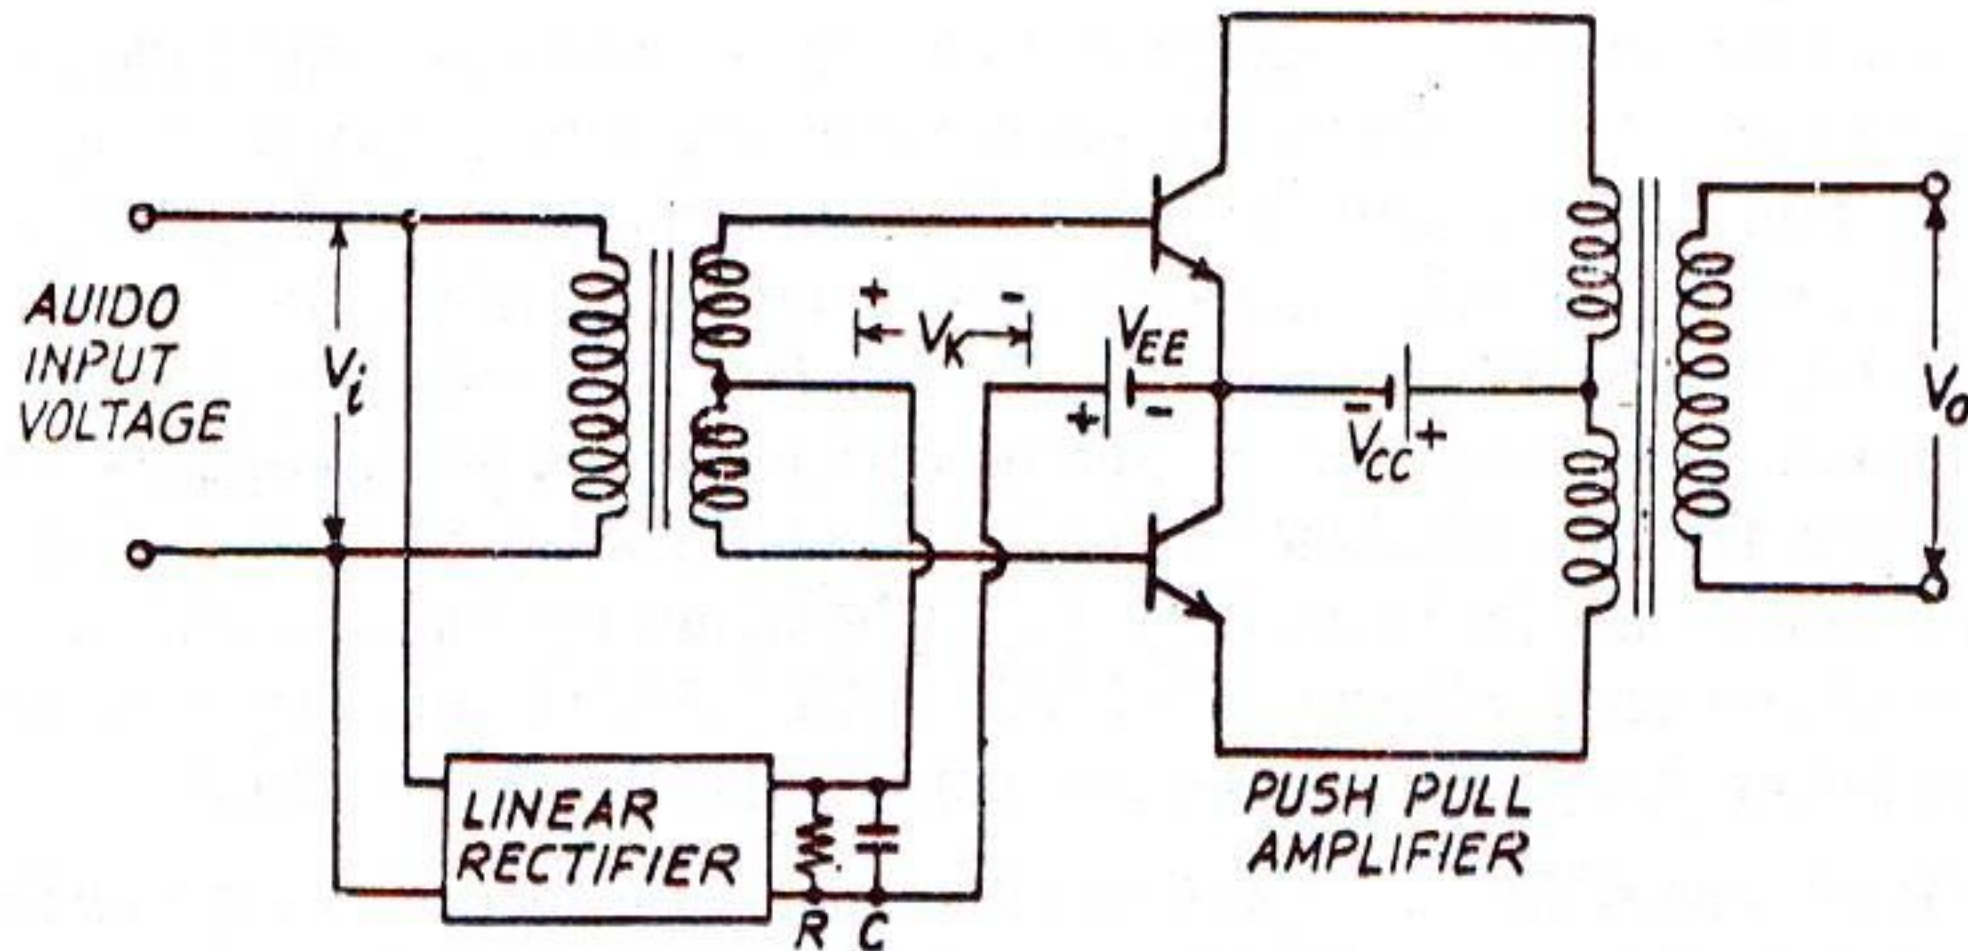 AUIDO
INPUT
VOLTAGE
Vi
+ -
VK
VEE
+ -
- +
VCC
Vo
LINEAR
RECTIFIER
R C
PUSH PULL
AMPLIFIER